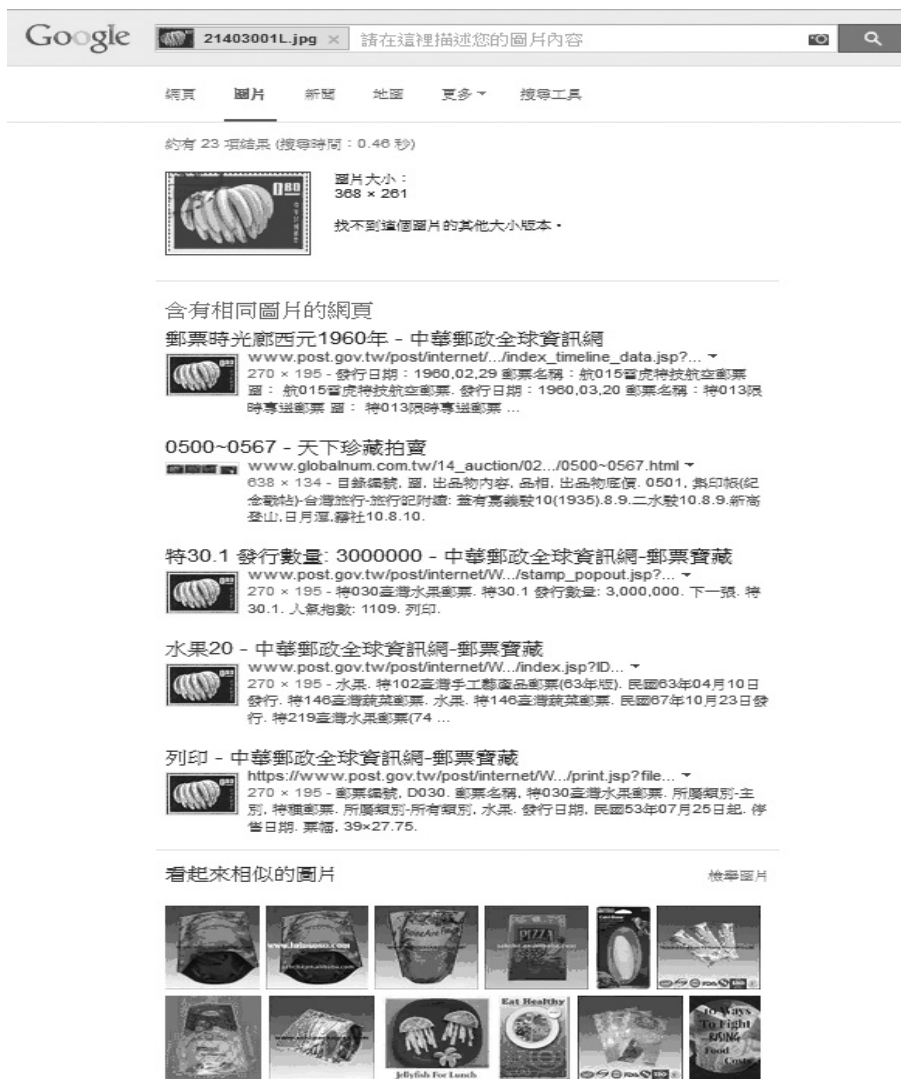 Google 21403001L.jpg × 請在這裡描述您的圖片內容
網頁 圖片 新聞 地圖 更多 搜尋工具
約有 23 項結果 (搜尋時間：0.46 秒)
圖片大小：
368 × 261
找不到這個圖片的其他大小版本。
0 80
含有相同圖片的網頁
郵票時光廊西元1960年 - 中華郵政全球資訊網
www.post.gov.tw/post/internet/.../index_timeline_data.jsp?...
270 × 195 - 發行日期：1960,02,29 郵票名稱：航015雷虎特技航空郵票
圖： 航015雷虎特技航空郵票. 發行日期：1960,03,20 郵票名稱：特013限
時專送郵票 圖： 特013限時專送郵票 ...
0500~0567 - 天下珍藏拍賣
www.globalnum.com.tw/14_auction/02.../0500~0567.html
638 × 134 - 目錄編號, 圖, 出品物內容, 品相, 出品物底價. 0501, 集印帳(紀
念戳帖)-台灣旅行-旅行記附繪: 蓋有嘉義驛10(1935).8.9.二水驛10.8.9.新高
登山,日月潭,霧社10.8.10.
特30.1 發行數量: 3000000 - 中華郵政全球資訊網-郵票寶藏
www.post.gov.tw/post/internet/W.../stamp_popout.jsp?...
270 × 195 - 特030臺灣水果郵票. 特30.1 發行數量: 3,000,000. 下一張. 特
30.1. 人氣指數: 1109. 列印.
水果20 - 中華郵政全球資訊網-郵票寶藏
www.post.gov.tw/post/internet/W.../index.jsp?ID...
270 × 195 - 水果. 特102臺灣手工藝產品郵票(63年版). 民國63年04月10日
發行. 特146臺灣蔬菜郵票. 水果. 特146臺灣蔬菜郵票. 民國67年10月23日發
行. 特219臺灣水果郵票(74 ...
列印 - 中華郵政全球資訊網-郵票寶藏
https://www.post.gov.tw/post/internet/W.../print.jsp?file...
270 × 195 - 郵票編號, D030. 郵票名稱, 特030臺灣水果郵票. 所屬類別-主
別, 特種郵票. 所屬類別-所有類別, 水果. 發行日期, 民國53年07月25日起. 停
售日期. 票幅, 39×27.75.
看起來相似的圖片 檢舉圖片
PIZZA
Eat Healthy
Jellyfish For Lunch
10 Ways
To Fight
RISING
Food
Costs